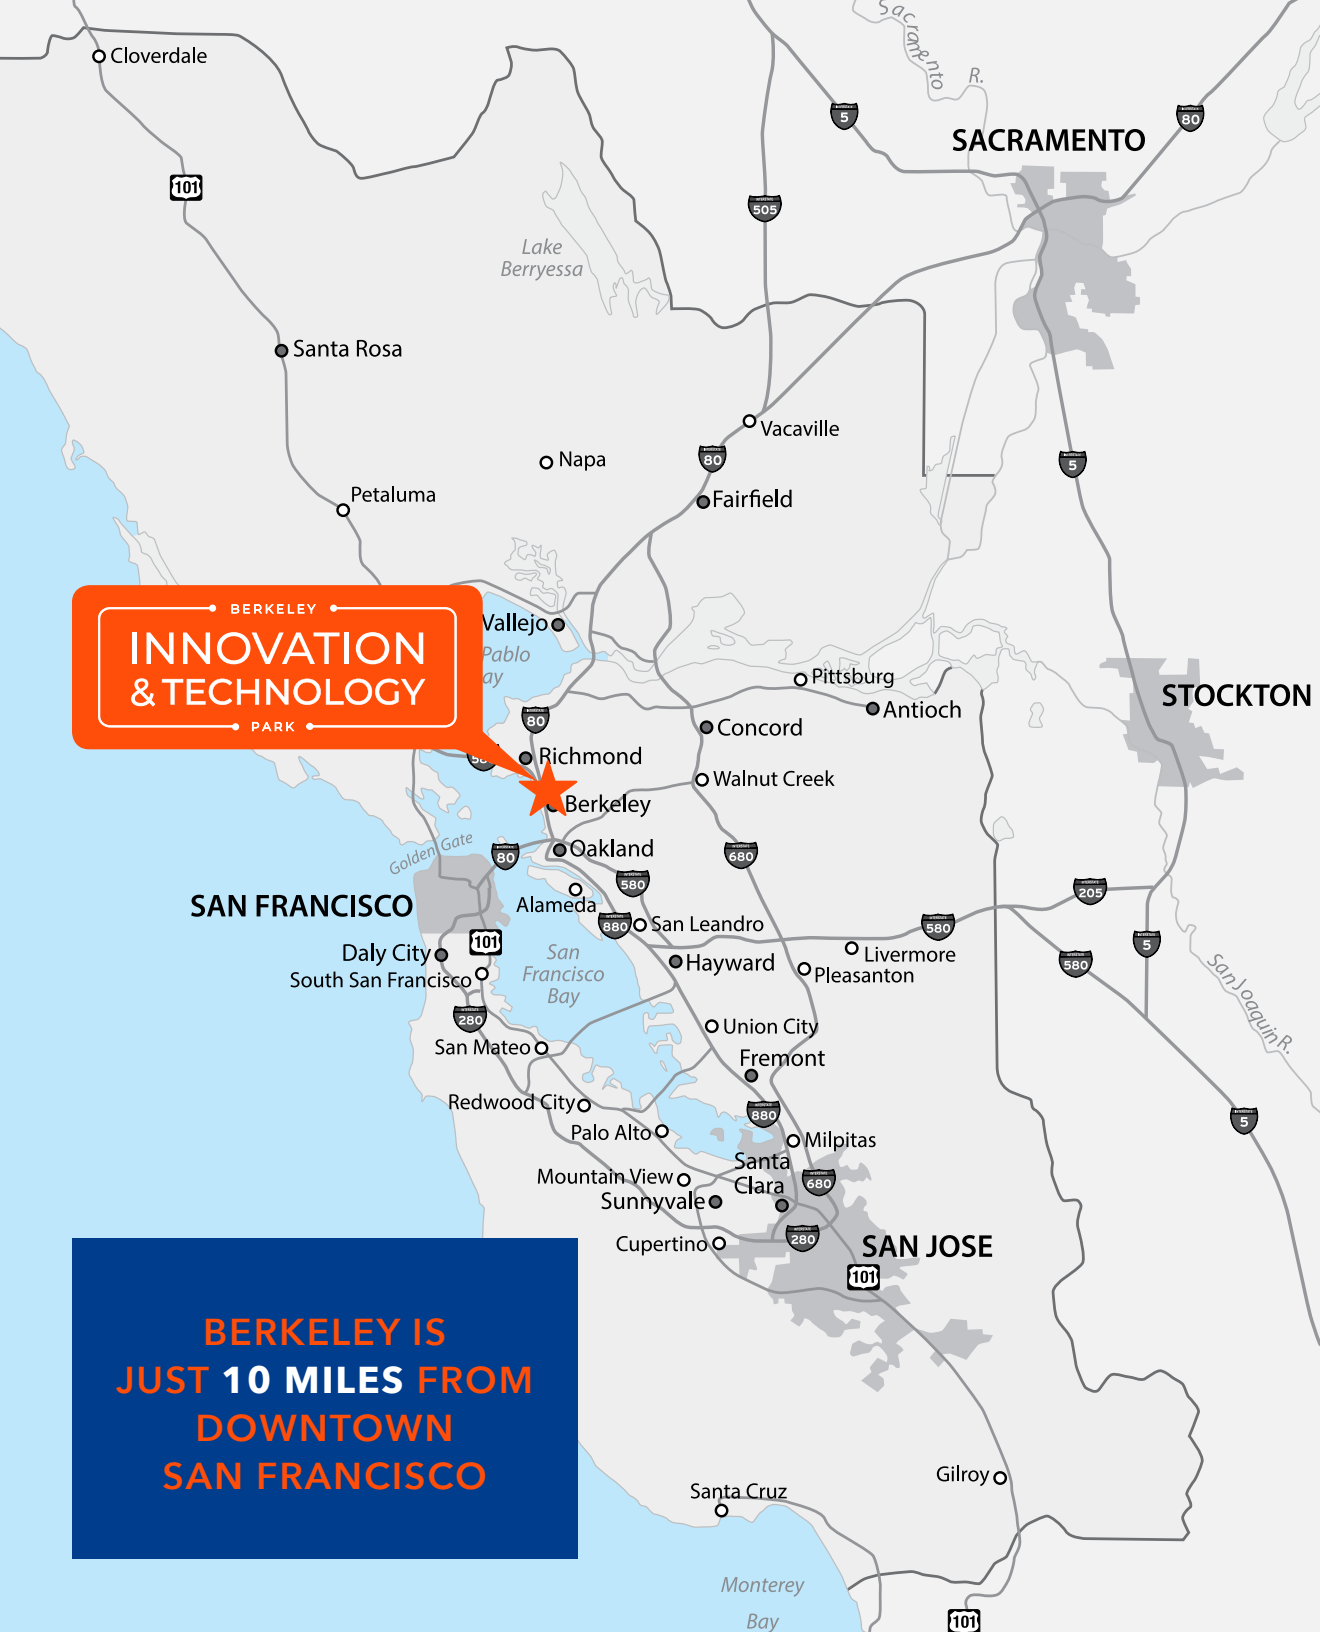 Sacramento
R.
Cloverdale
5
80
SACRAMENTO
101
505
Lake
Berryessa
Santa Rosa
Vacaville
Napa
80
5
Petaluma
Fairfield
BERKELEY
INNOVATION
& TECHNOLOGY
PARK
Vallejo
Pablo
Pittsburg
STOCKTON
Antioch
80
Concord
Richmond
Walnut Creek
Berkeley
Golden Gate
80
Oakland
680
580
205
Alameda
SAN FRANCISCO
880
San Leandro
580
101
5
Daly City
San
Francisco
Bay
Hayward
Livermore
580
Pleasanton
San Joaquin R.
South San Francisco
280
Union City
San Mateo
Fremont
Redwood City
880
5
Palo Alto
Milpitas
Santa
Clara
Mountain View
680
Sunnyvale
Cupertino
280
SAN JOSE
101
BERKELEY IS
JUST 10 MILES FROM
DOWNTOWN
SAN FRANCISCO
Gilroy
Santa Cruz
Monterey
Bay
101